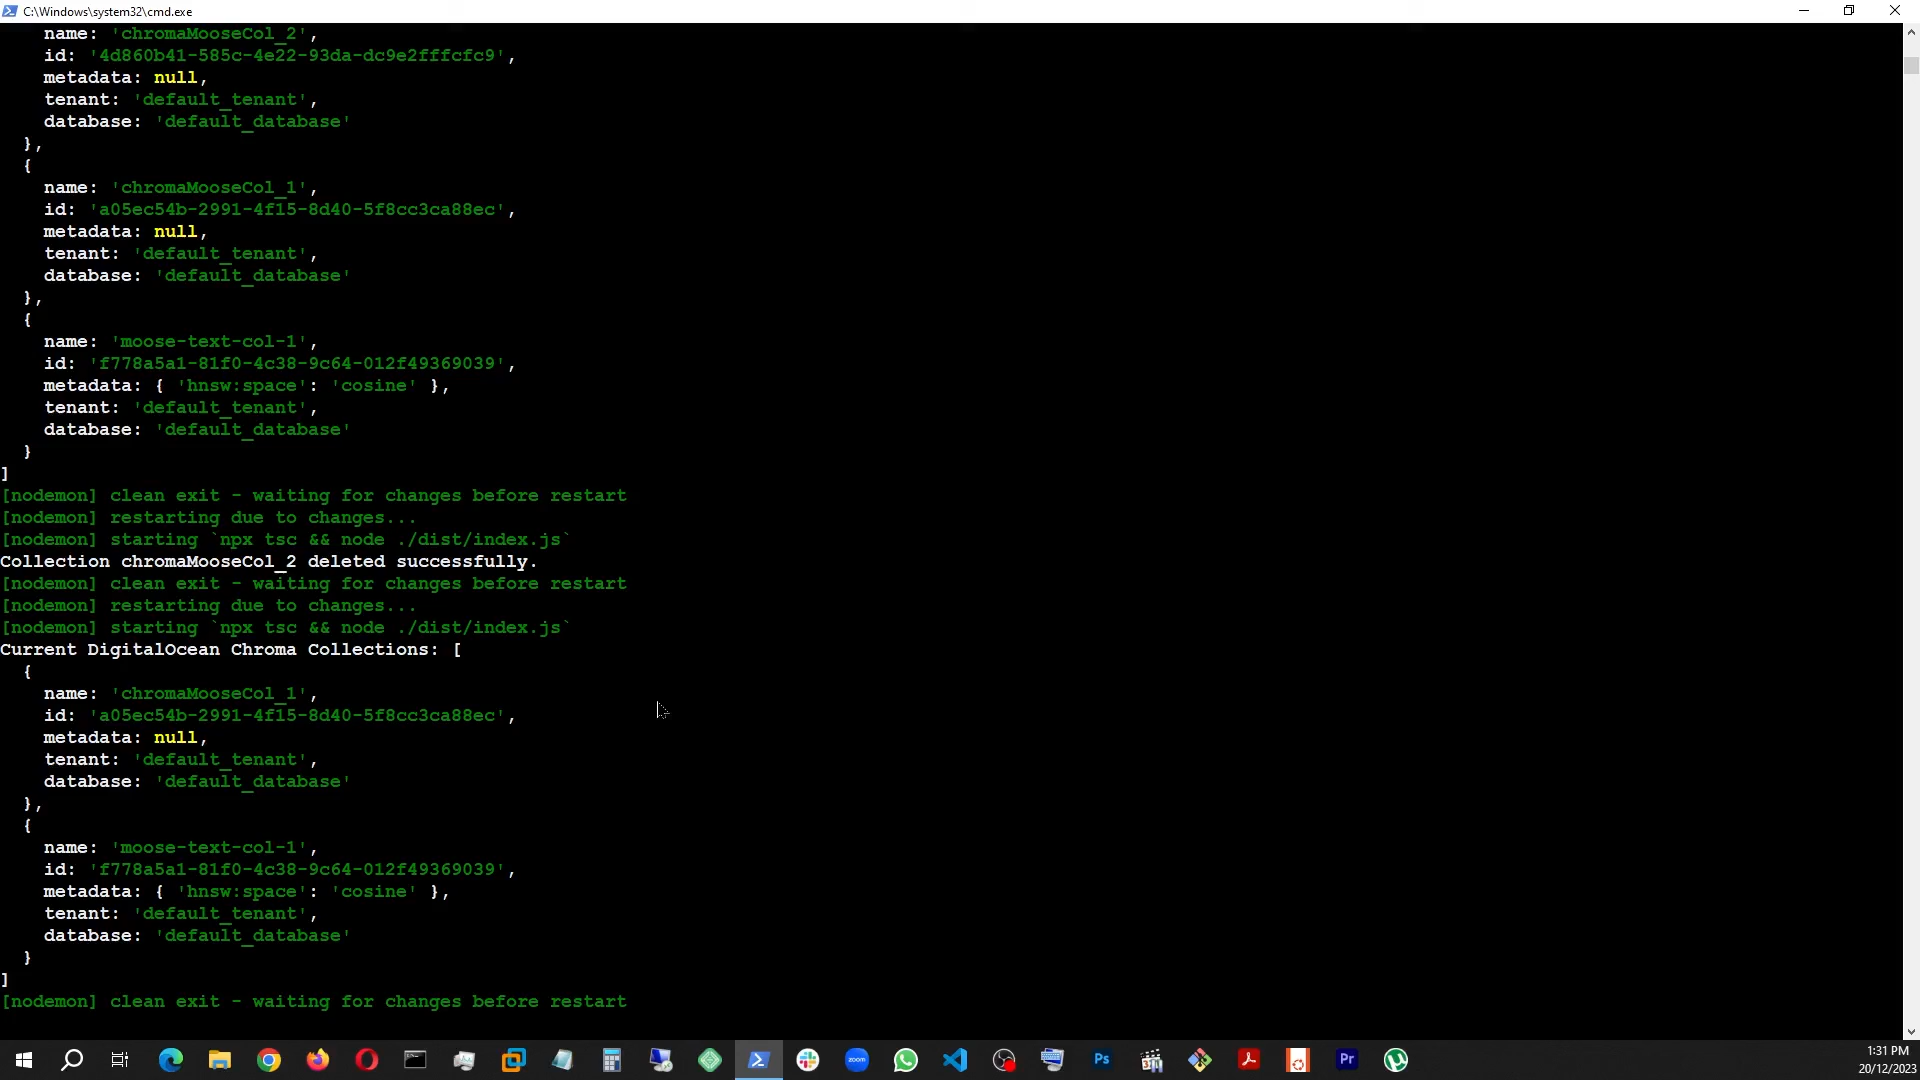 C:\Windows\system32\cmd.exe
name: 'chromaMooseCol_2',
id: '4d860b41-585c-4e22-93da-dc9e2fffcfc9',
metadata: null,
tenant: 'default_tenant',
database: 'default_database'
},
{
name: 'chromaMooseCol_1',
id: 'a05ec54b-2991-4f15-8d40-5f8cc3ca88ec',
metadata: null,
tenant: 'default_tenant',
database: 'default_database'
},
{
name: 'moose-text-col-1',
id: 'f778a5a1-81f0-4c38-9c64-012f49369039',
metadata: { 'hnsw:space': 'cosine' },
tenant: 'default_tenant',
database: 'default_database'
}
]
[nodemon] clean exit - waiting for changes before restart
[nodemon] restarting due to changes...
[nodemon] starting `npx tsc && node ./dist/index.js`
Collection chromaMooseCol_2 deleted successfully.
[nodemon] clean exit - waiting for changes before restart
[nodemon] restarting due to changes...
[nodemon] starting `npx tsc && node ./dist/index.js`
Current DigitalOcean Chroma Collections: [
{
name: 'chromaMooseCol_1',
id: 'a05ec54b-2991-4f15-8d40-5f8cc3ca88ec',
metadata: null,
tenant: 'default_tenant',
database: 'default_database'
},
{
name: 'moose-text-col-1',
id: 'f778a5a1-81f0-4c38-9c64-012f49369039',
metadata: { 'hnsw:space': 'cosine' },
tenant: 'default_tenant',
database: 'default_database'
}
]
[nodemon] clean exit - waiting for changes before restart
zoom
Ps
Pr
1:31 PM
20/12/2023